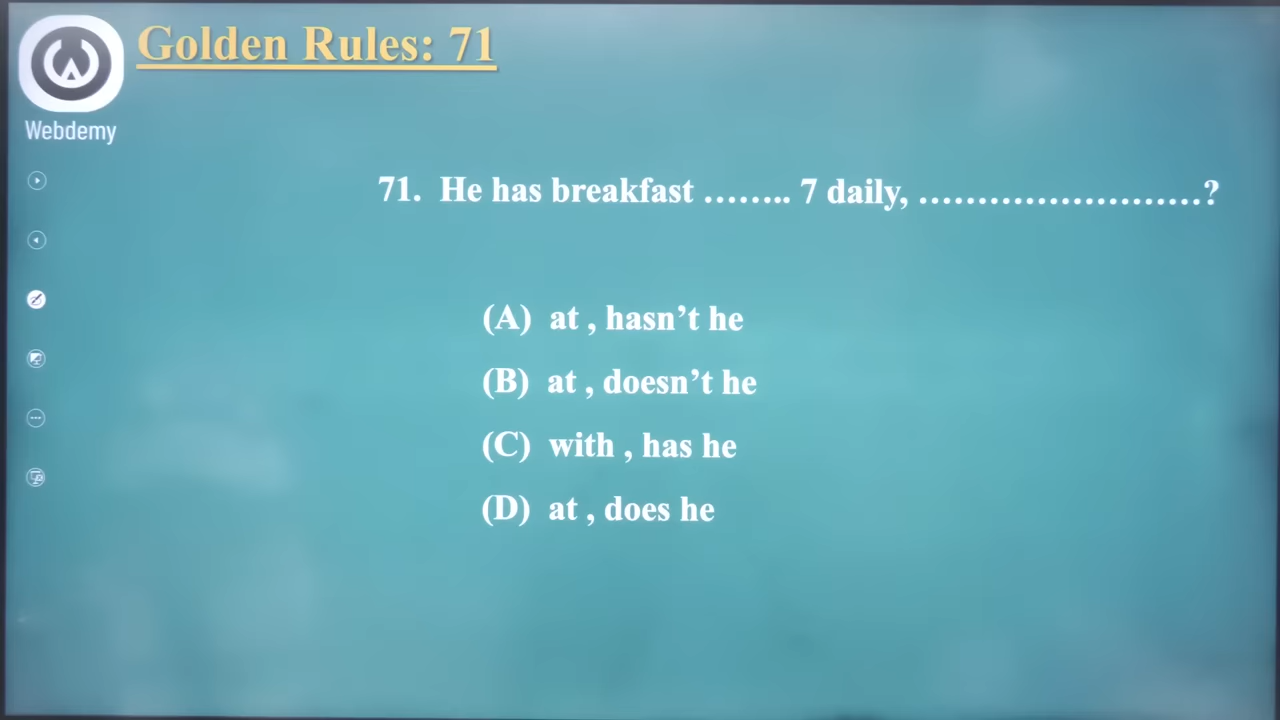 Golden Rules: 71
Webdemy
71. He has breakfast …….. 7 daily, ……………………?
(A) at , hasn’t he
(B) at , doesn’t he
(C) with , has he
(D) at , does he